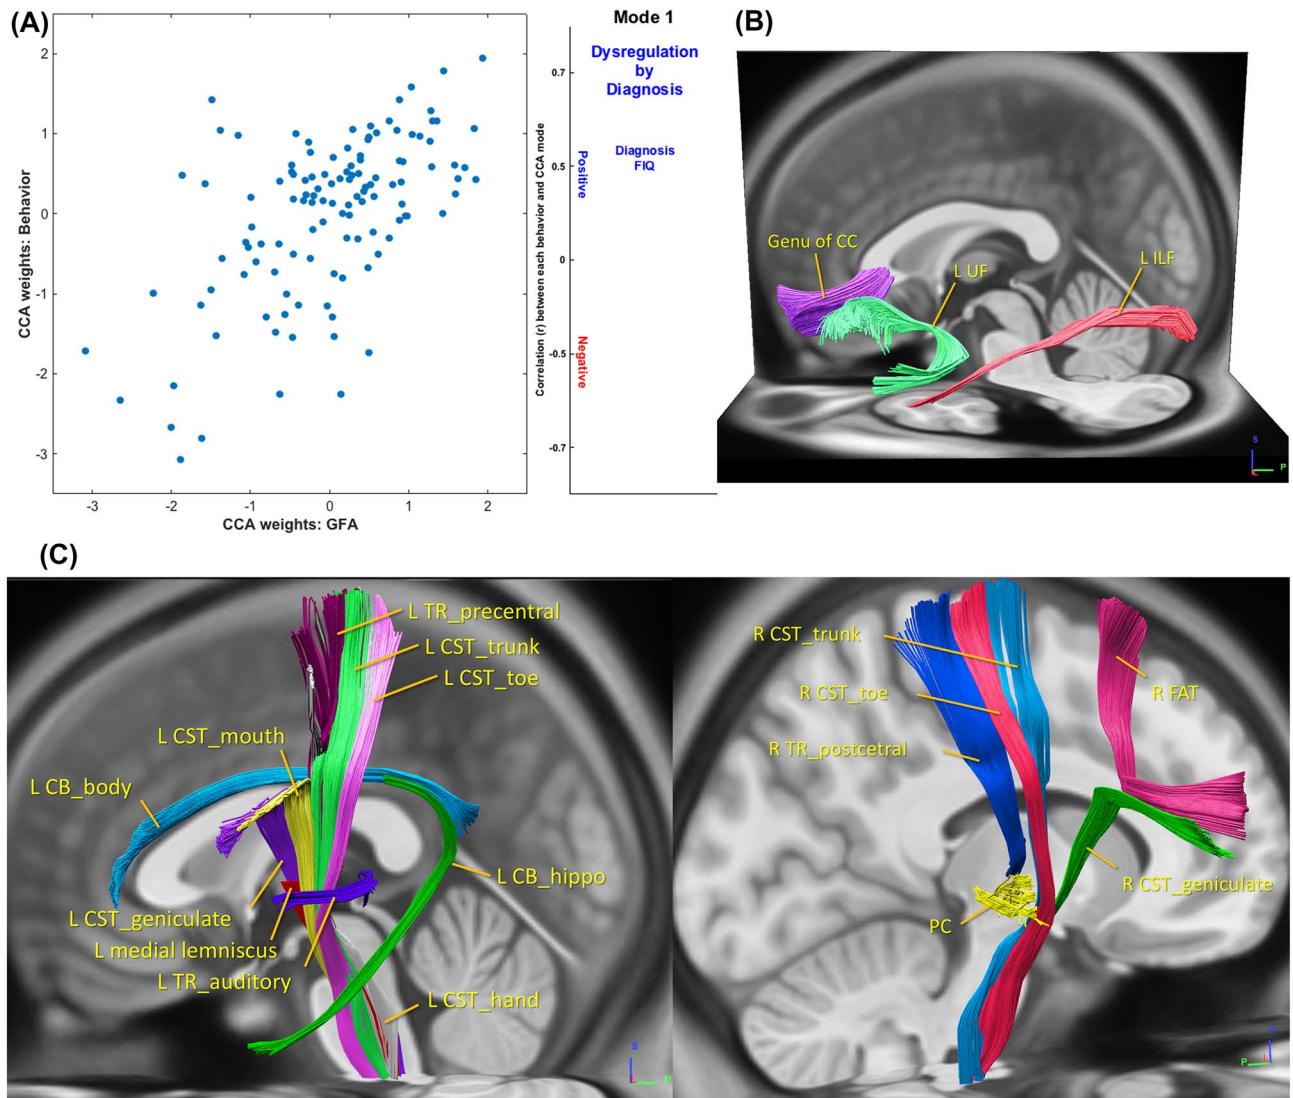 (A)
2
1
0
-1
-2
-3
CCA weights: Behavior
-3
-2
-1
0
1
2
CCA weights: GFA
Mode 1
Dysregulation
by
Diagnosis
Diagnosis
FIQ
0.7
0.5
0
-0.5
-0.7
Correlation (r) between each behavior and CCA mode
Positive
Negative
(B)
Genu of CC
L UF
L ILF
S
P
(C)
L TR_precentral
L CST_trunk
L CST_toe
L CST_mouth
L CB_body
L CB_hippo
L CST_geniculate
L medial lemniscus
L TR_auditory
L CST_hand
S
P
R CST_trunk
R CST_toe
R FAT
R TR_postcetral
R CST_geniculate
PC
S
P
L